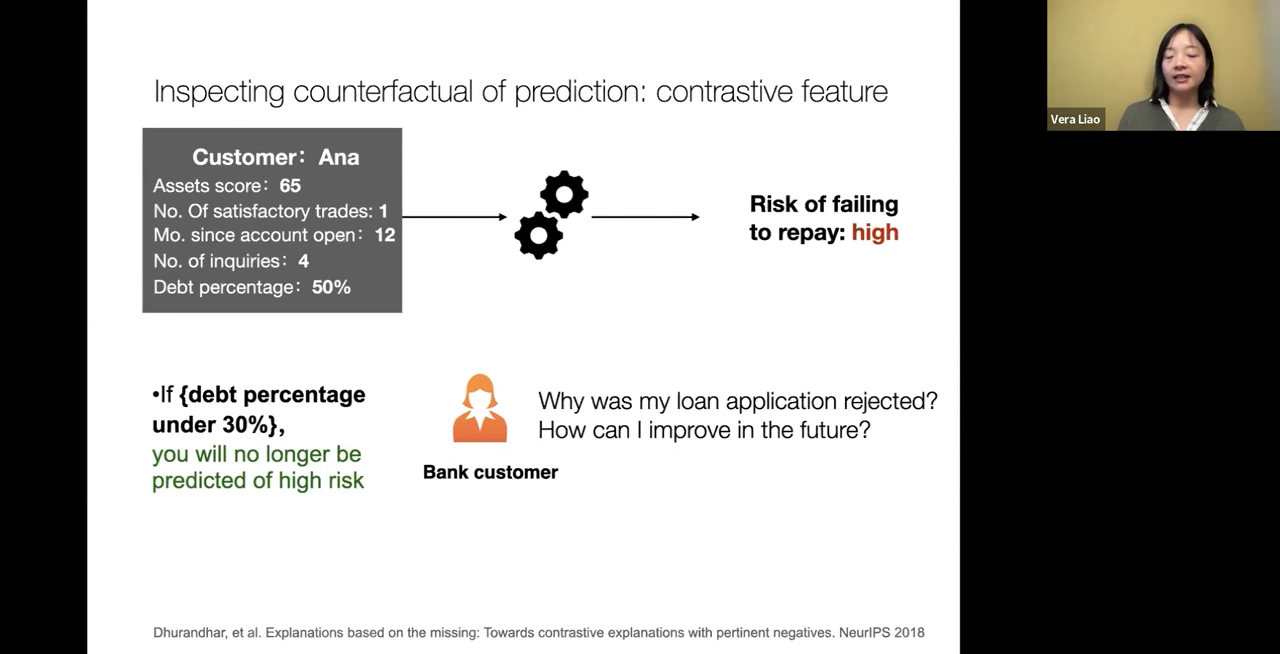 Inspecting counterfactual of prediction: contrastive feature
Customer: Ana
Assets score: 65
No. Of satisfactory trades: 1
Mo. since account open: 12
No. of inquiries: 4
Debt percentage: 50%
Risk of failing
to repay: high
•If {debt percentage
under 30%},
you will no longer be
predicted of high risk
Why was my loan application rejected?
How can I improve in the future?
Bank customer
Dhurandhar, et al. Explanations based on the missing: Towards contrastive explanations with pertinent negatives. NeurIPS 2018
Vera Liao